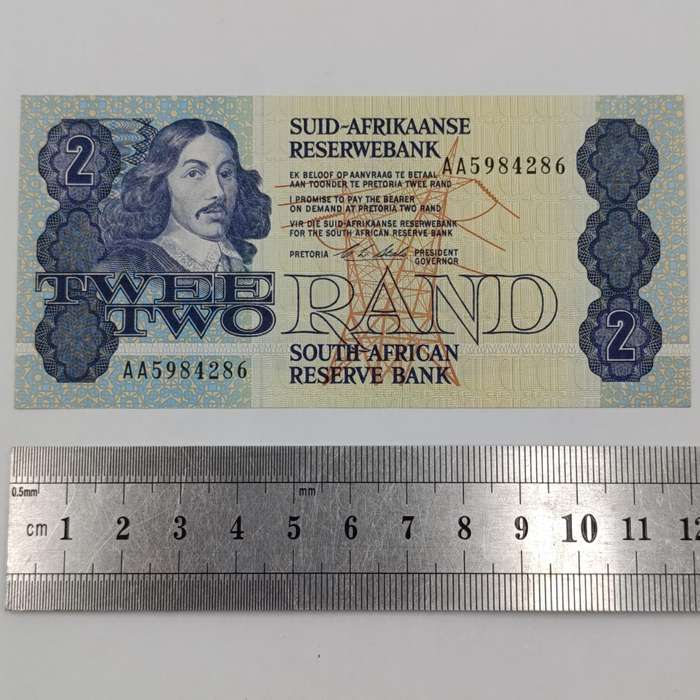 2
SUID-AFRIKAANSE
RESERWEBANK
AA5984286
EK BELOOF OP AANVRAAG TE BETAAL
AAN TOONDER TE PRETORIA TWEE RAND
I PROMISE TO PAY THE BEARER
ON DEMAND AT PRETORIA TWO RAND
VIR DIE SUID-AFRIKAANSE RESERWEBANK
FOR THE SOUTH AFRICAN RESERVE BANK
PRETORIA PRESIDENT
GOVERNOR
TWEE
TWO
RAND
2
SOUTH AFRICAN
RESERVE BANK
AA5984286
0.5mm mm
cm 1 2 3 4 5 6 7 8 9 10 11 12